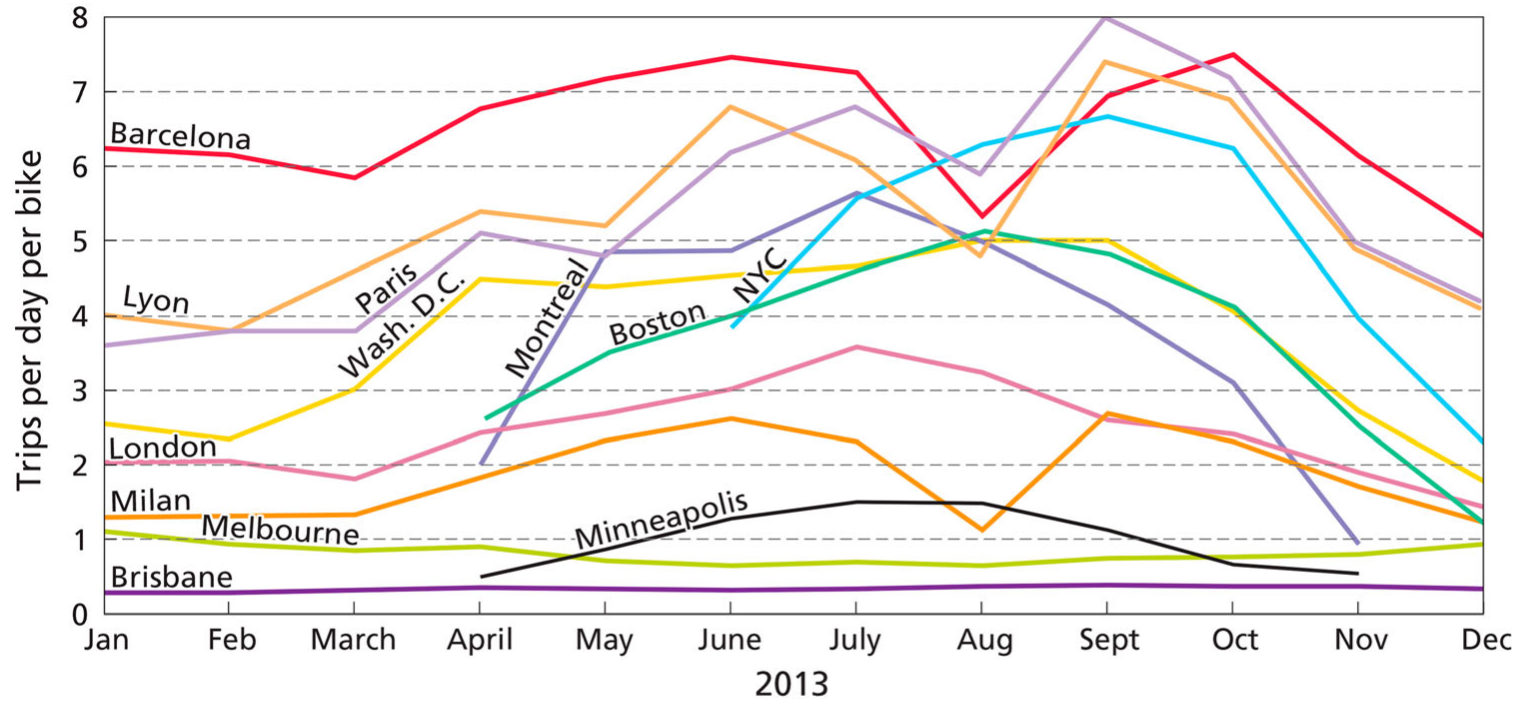 Trips per day per bike
8
7
6
5
4
3
2
1
0
Barcelona
Lyon
Paris
Wash. D.C.
Montreal
NYC
Boston
London
Milan
Melbourne
Minneapolis
Brisbane
Jan Feb March April May June July Aug Sept Oct Nov Dec
2013